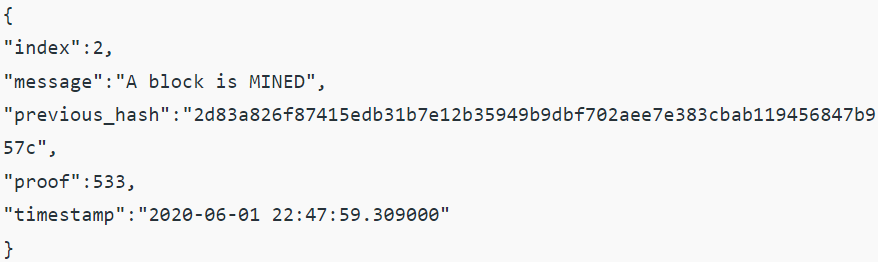 {
"index":2,
"message":"A block is MINED",
"previous_hash":"2d83a826f87415edb31b7e12b35949b9dbf702aee7e383cbab119456847b9
57c",
"proof":533,
"timestamp":"2020-06-01 22:47:59.309000"
}